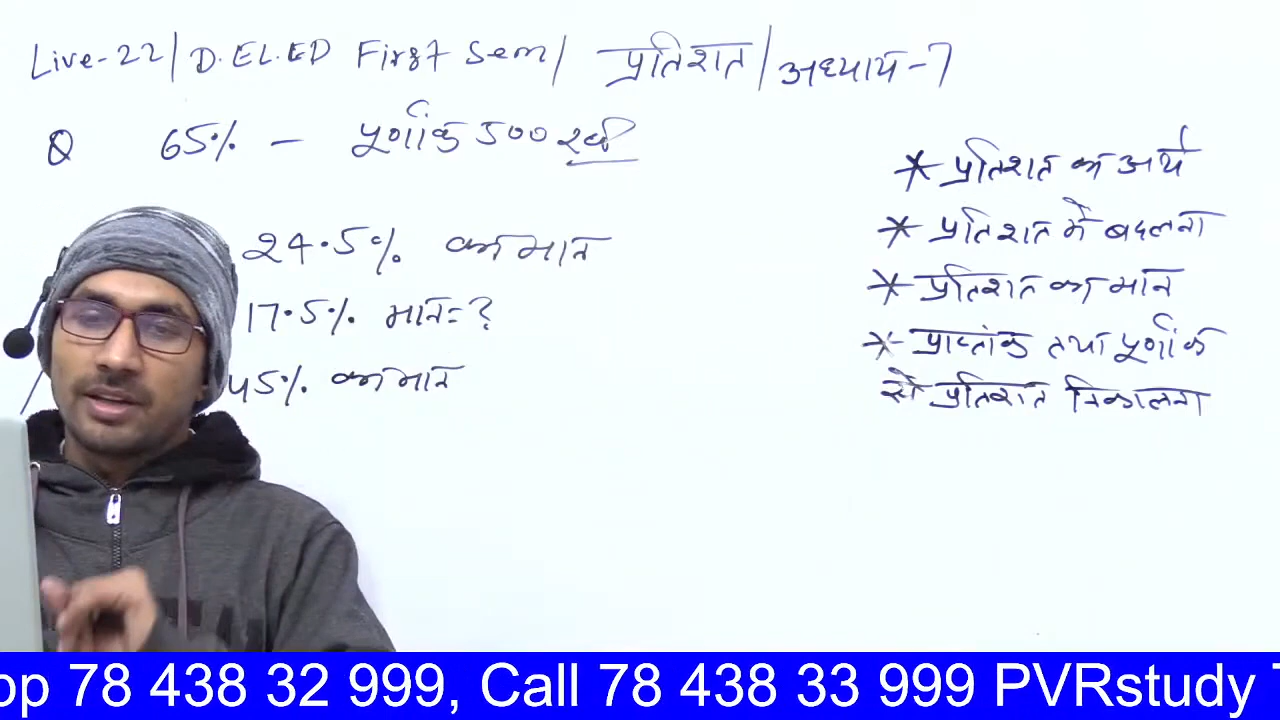 Live-22/ D.EL.ED First Sem/ प्रतिशत/अध्याय-7
Q 65% - पूर्णांक 500
24.5% का मान
17.5% मान=?
45% का मान
* प्रतिशत का अर्थ
* प्रतिशत में बदलना
* प्रतिशत का मान
* प्राप्तांक तथा पूर्णांक
से प्रतिशत निकालना
pp 78 438 32 999, Call 78 438 33 999 PVRstudy